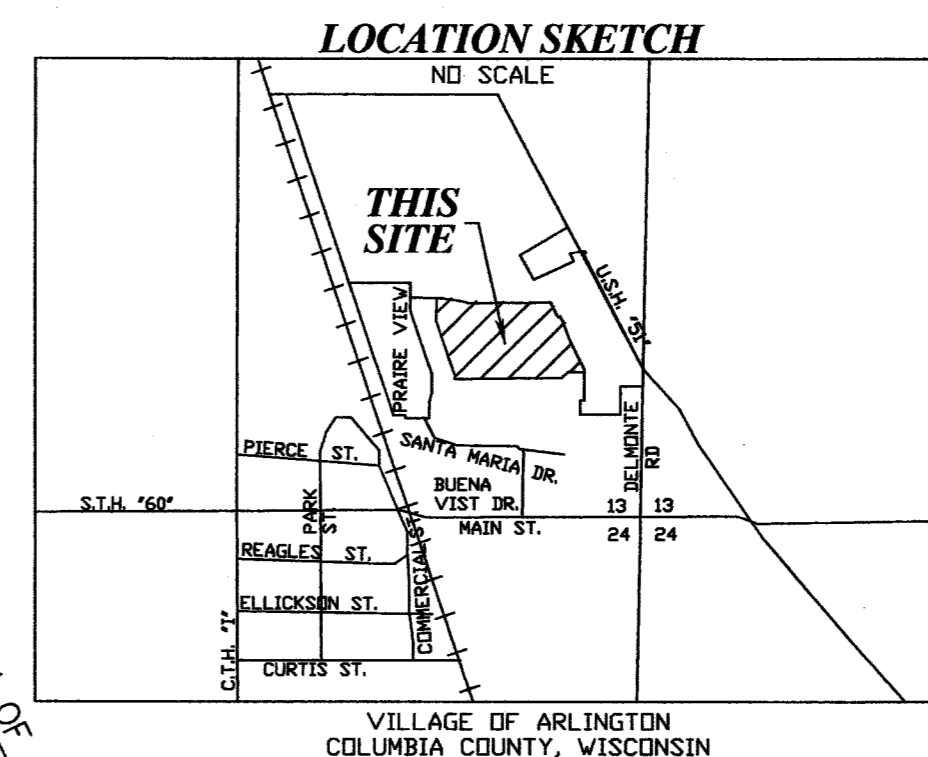 LOCATION SKETCH
NO SCALE
THIS
SITE
U.S.H. "51"
PRAIRE VIEW
PIERCE ST.
SANTA MARIA DR.
DELMONTE
RD
BUENA
VIST DR.
S.T.H. "60"
PARK
ST.
13 13
MAIN ST.
24 24
REAGLES ST.
COMMERCIAL ST.
ELLICKSON ST.
C.T.H. "I"
CURTIS ST.
OF
VILLAGE OF ARLINGTON
COLUMBIA COUNTY, WISCONSIN